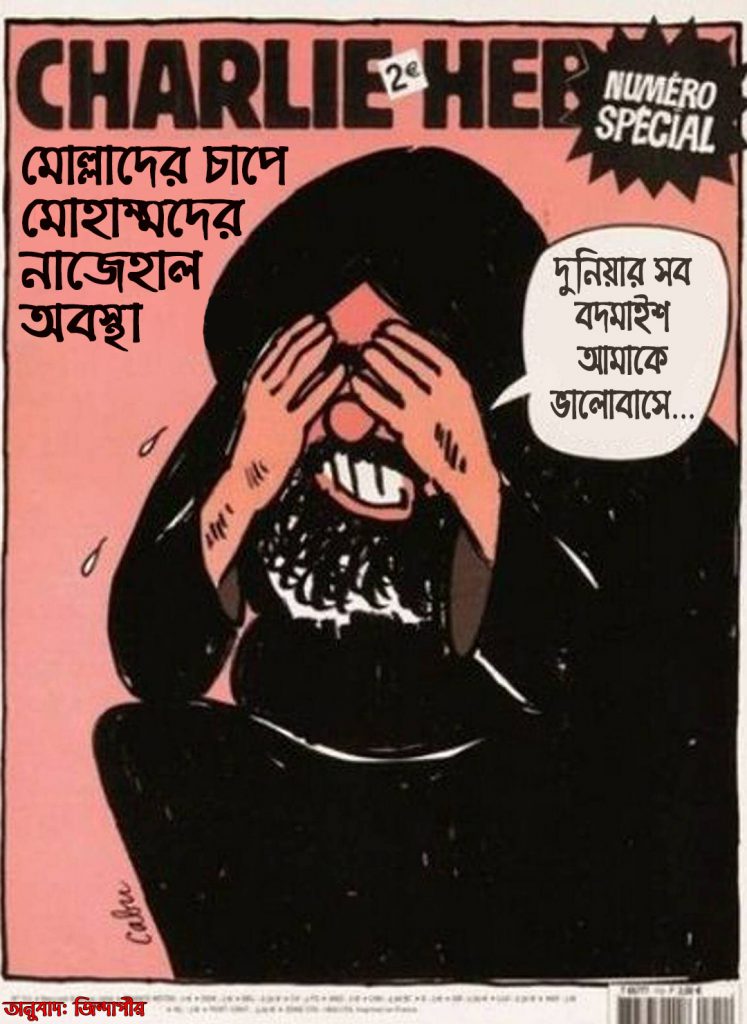 CHARLIE HEB
2€
NUMÉRO
SPÉCIAL
মোল্লাদের চাপে
মোহাম্মদের
নাজেহাল
অবস্থা
দুনিয়ার সব
বদমাইশ
আমাকে
ভালোবাসে...
cabu
অনুবাদ: